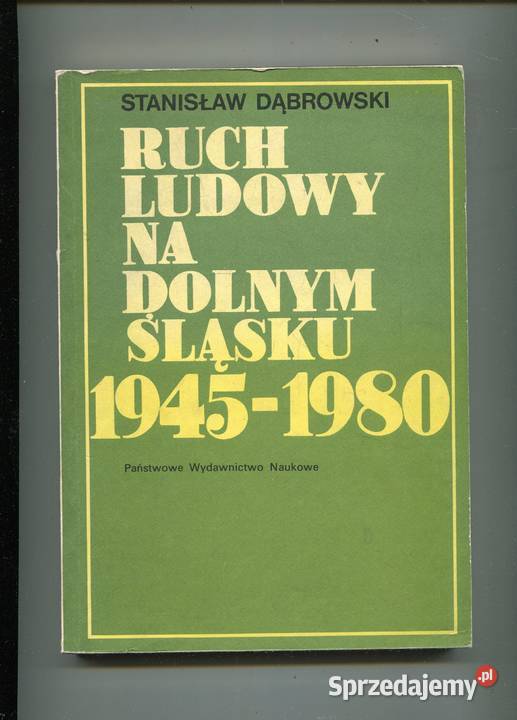 STANISŁAW DĄBROWSKI
RUCH
LUDOWY
NA
DOLNYM
ŚLĄSKU
1945-1980
Państwowe Wydawnictwo Naukowe
Sprzedajemy.pl